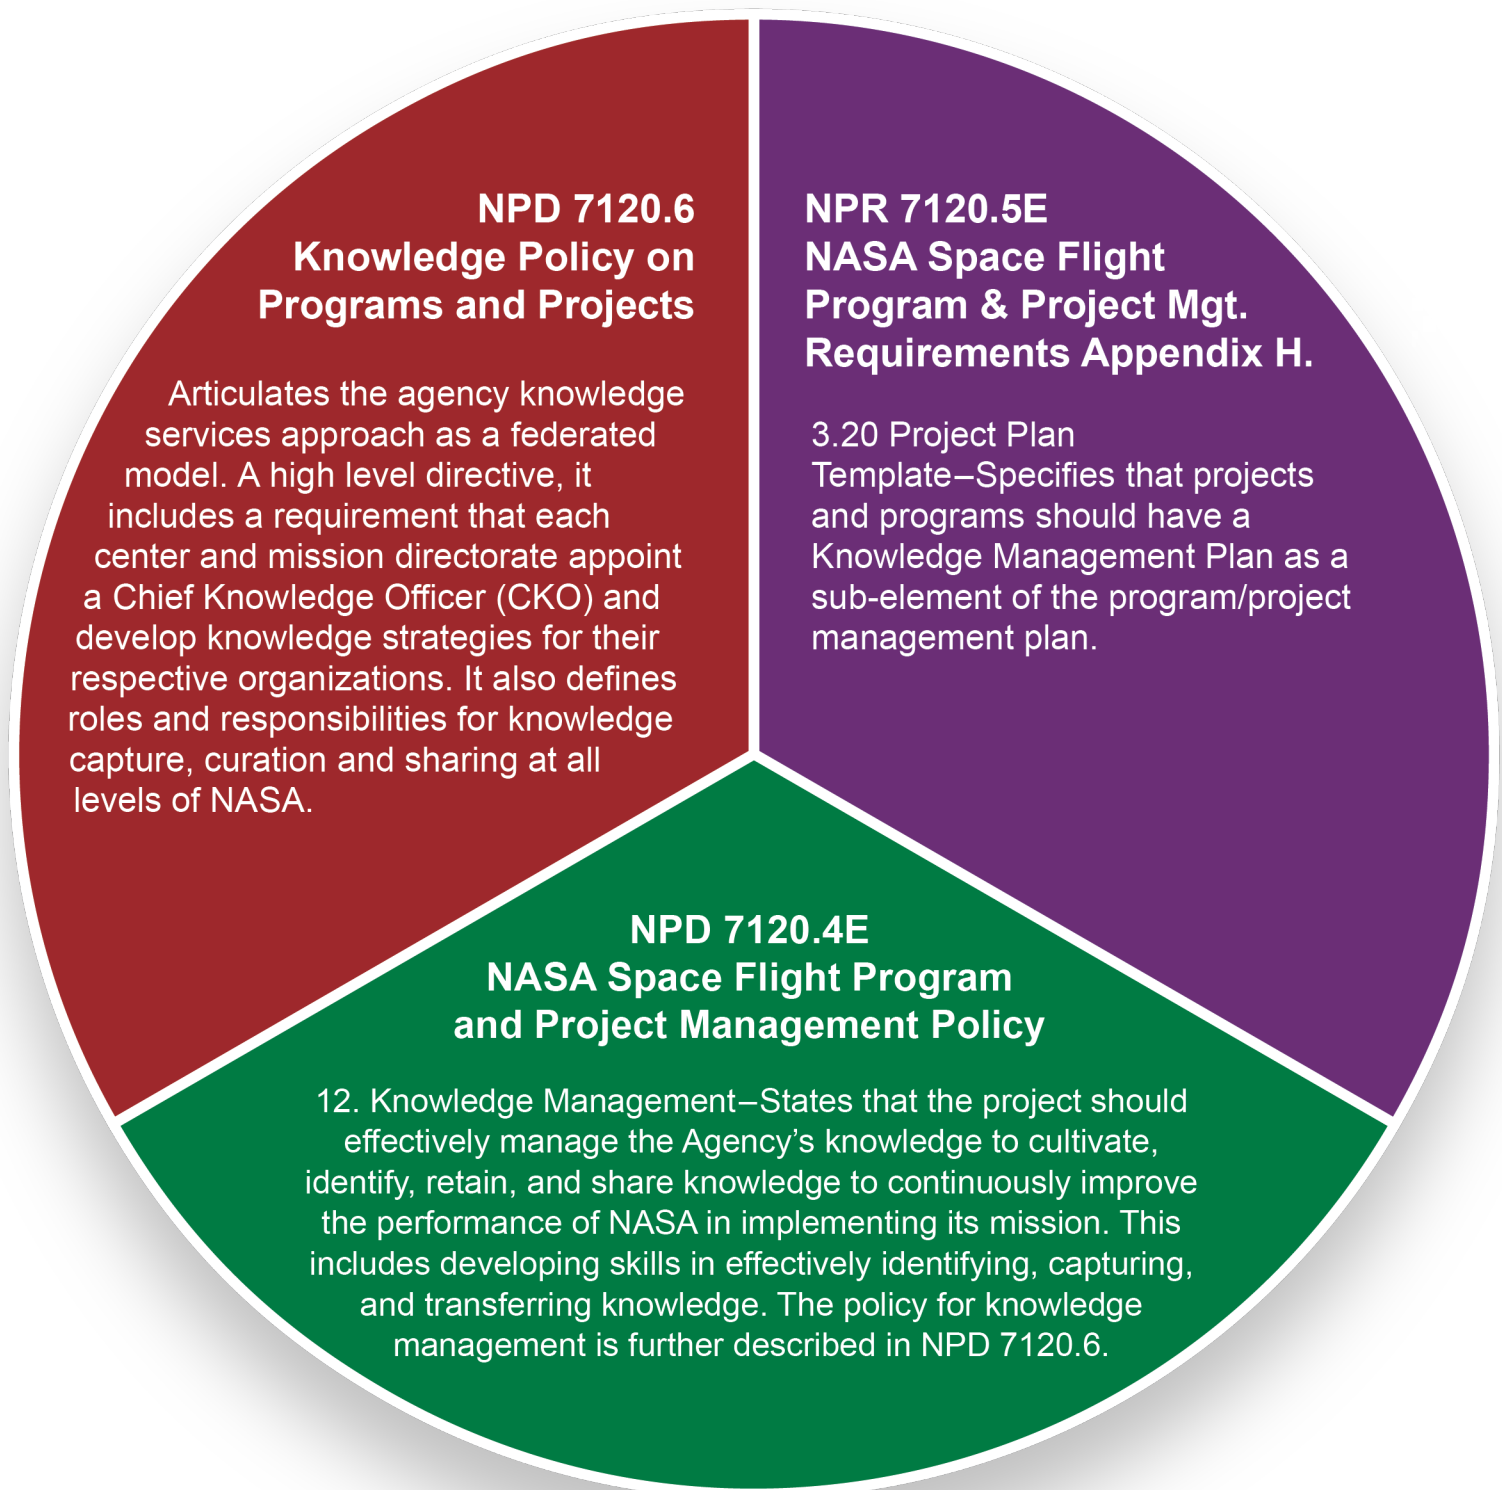 NPD 7120.6
Knowledge Policy on
Programs and Projects
Articulates the agency knowledge
services approach as a federated
model. A high level directive, it
includes a requirement that each
center and mission directorate appoint
a Chief Knowledge Officer (CKO) and
develop knowledge strategies for their
respective organizations. It also defines
roles and responsibilities for knowledge
capture, curation and sharing at all
levels of NASA.
NPR 7120.5E
NASA Space Flight
Program & Project Mgt.
Requirements Appendix H.
3.20 Project Plan
Template–Specifies that projects
and programs should have a
Knowledge Management Plan as a
sub-element of the program/project
management plan.
NPD 7120.4E
NASA Space Flight Program
and Project Management Policy
12. Knowledge Management–States that the project should
effectively manage the Agency’s knowledge to cultivate,
identify, retain, and share knowledge to continuously improve
the performance of NASA in implementing its mission. This
includes developing skills in effectively identifying, capturing,
and transferring knowledge. The policy for knowledge
management is further described in NPD 7120.6.